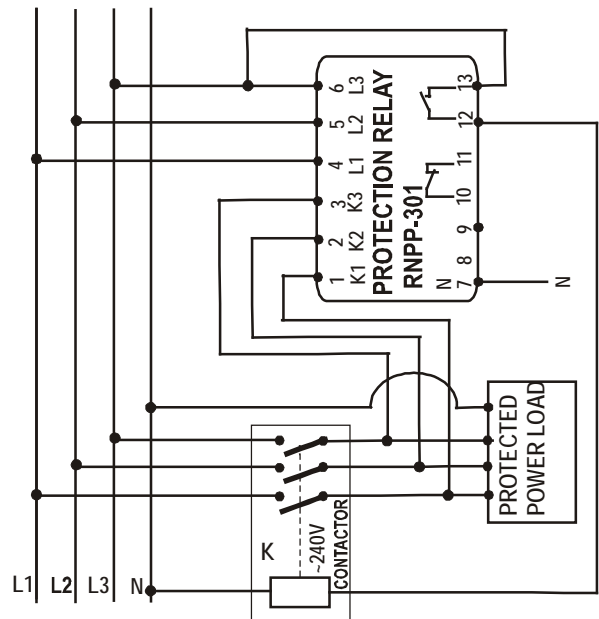 6 L3
5 L2
4 L1
3 K3
2 K2
1 K1
PROTECTION RELAY
RNPP-301
13
12
11
10
9
8
N 7
N
PROTECTED
POWER LOAD
K
~240V
CONTACTOR
L1 L2 L3 N